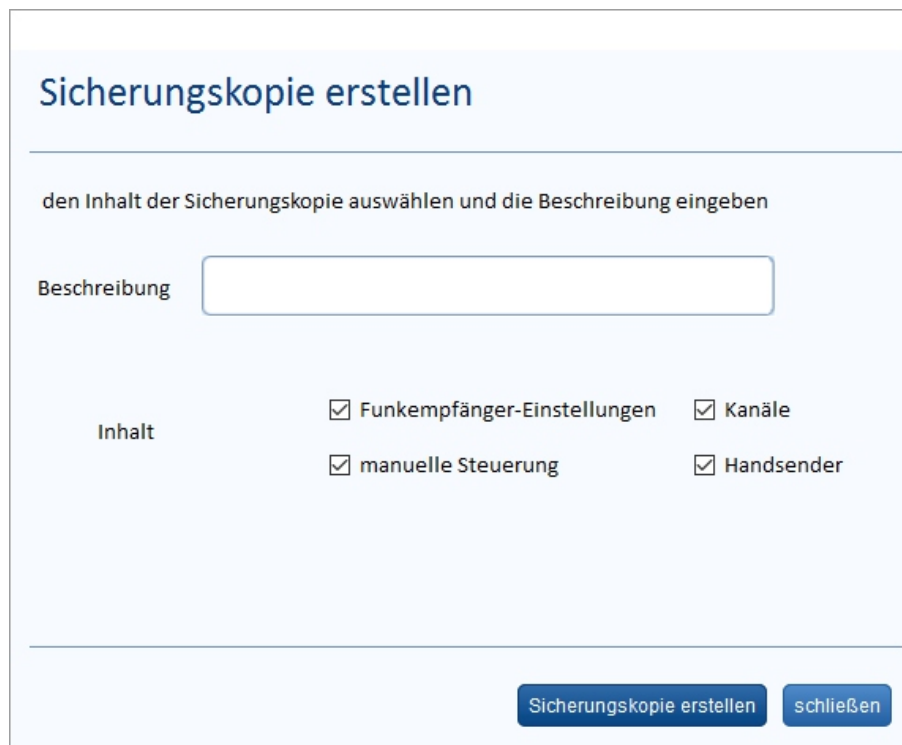 Sicherungskopie erstellen
den Inhalt der Sicherungskopie auswählen und die Beschreibung eingeben
Beschreibung
Inhalt
Funkempfänger-Einstellungen Kanäle
manuelle Steuerung Handsender
Sicherungskopie erstellen schließen